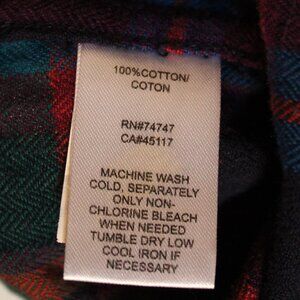 100%COTTON/
COTON
RN#74747
CA#45117
MACHINE WASH
COLD, SEPARATELY
ONLY NON-
CHLORINE BLEACH
WHEN NEEDED
TUMBLE DRY LOW
COOL IRON IF
NECESSARY